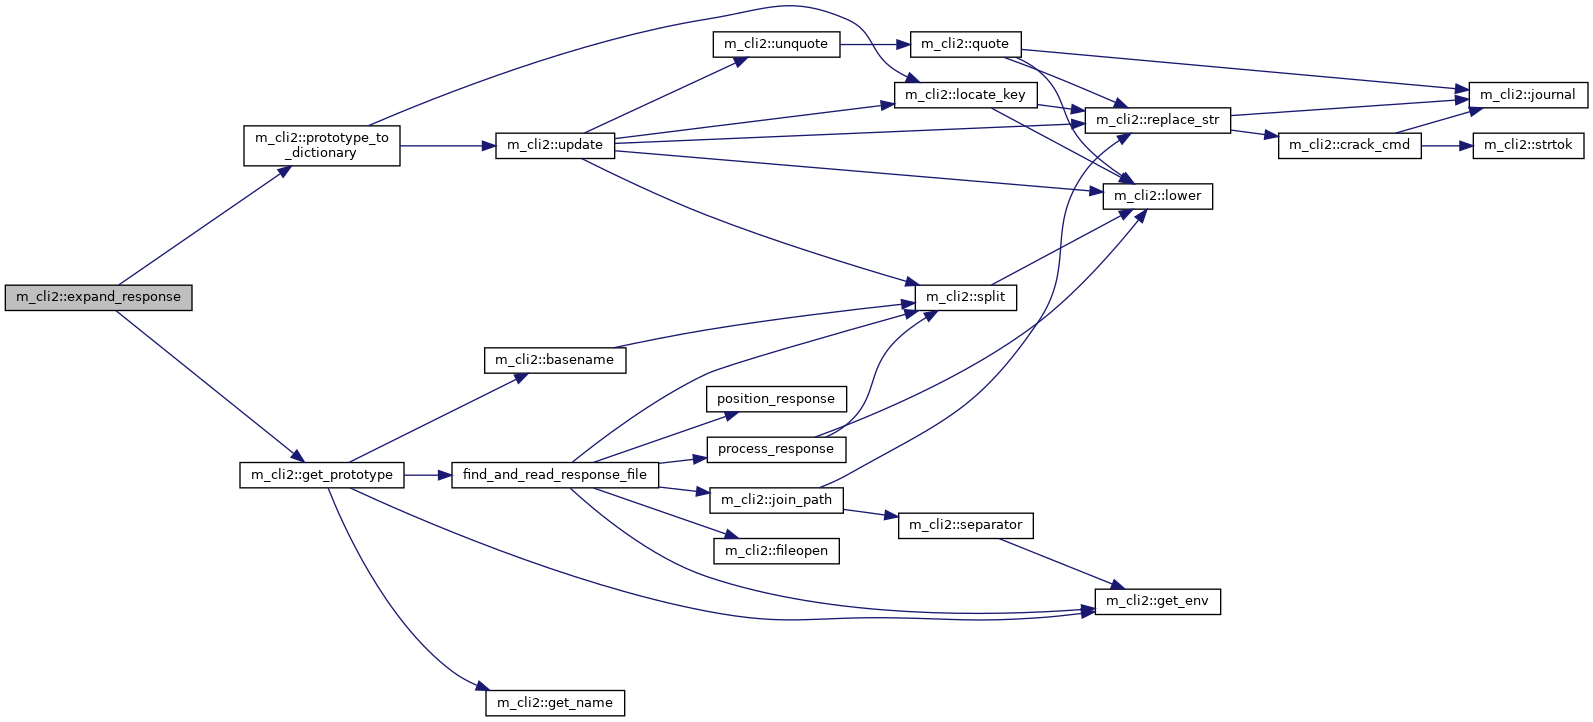 m_cli2::unquote
m_cli2::quote
m_cli2::locate_key
m_cli2::journal
m_cli2::replace_str
m_cli2::prototype_to
_dictionary
m_cli2::update
m_cli2::crack_cmd
m_cli2::strtok
m_cli2::lower
m_cli2::expand_response
m_cli2::split
m_cli2::basename
position_response
process_response
m_cli2::get_prototype
find_and_read_response_file
m_cli2::join_path
m_cli2::separator
m_cli2::fileopen
m_cli2::get_env
m_cli2::get_name